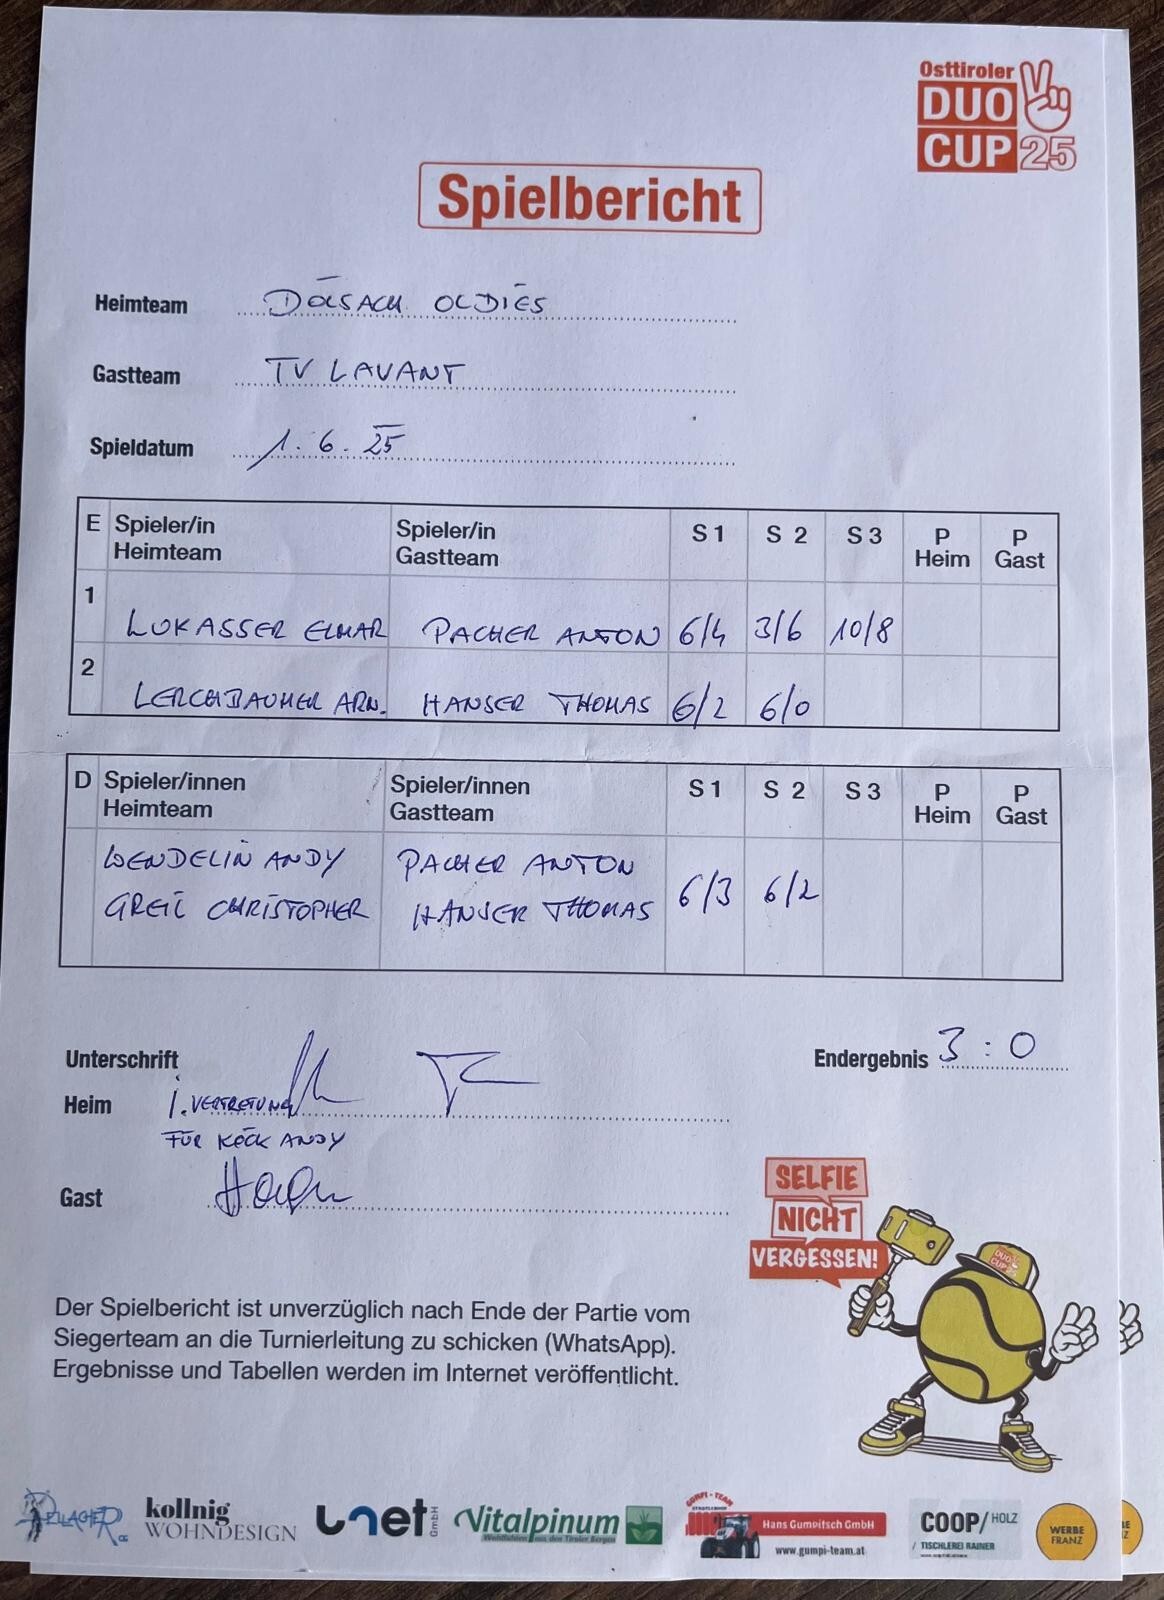 Osttiroler
DUO
CUP 25
Spielbericht
Heimteam DÖLSACH OLDIES
Gastteam TV LAVANT
Spieldatum 1.6.25
E Spieler/in Heimteam Spieler/in Gastteam S 1 S 2 S 3 P Heim P Gast
1 LUKASSER ELMAR PACHER ANTON 6/4 3/6 10/8
2 LERCHBAUMER ARN. HANSER THOMAS 6/2 6/0
D Spieler/innen Heimteam Spieler/innen Gastteam S 1 S 2 S 3 P Heim P Gast
WENDELIN ANDY PACHER ANTON
GREIL CHRISTOPHER HANSER THOMAS 6/3 6/2
Unterschrift
Endergebnis 3 : 0
Heim I. VERTRETUNG
FÜR KÖCK ANDY
Gast
SELFIE
NICHT
VERGESSEN!
DUO
CUP
Der Spielbericht ist unverzüglich nach Ende der Partie vom
Siegerteam an die Turnierleitung zu schicken (WhatsApp).
Ergebnisse und Tabellen werden im Internet veröffentlicht.
kollnig
WOHNDESIGN
unet GmbH
Vitalpinum
GUMPI-TEAM
Hans Gumpitsch GmbH
www.gumpi-team.at
COOP/HOLZ
/ TISCHLEREI RAINER
WERBE
FRANZ